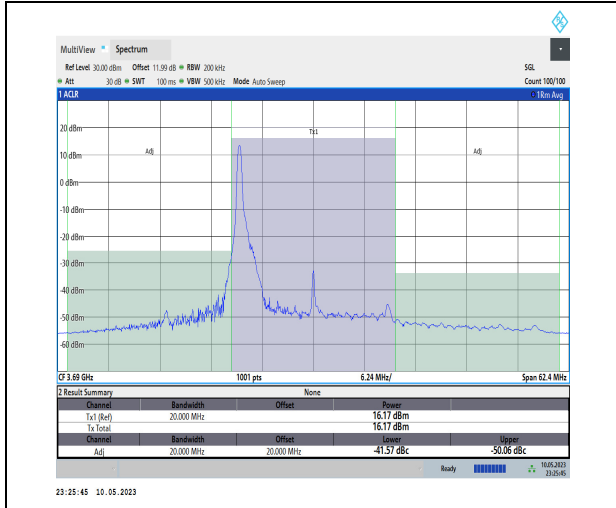 MultiView Spectrum
Ref Level 30.00 dBm Offset 11.99 dB RBW 200 kHz SGL
Att 30 dB SWT 100 ms VBW 500 kHz Mode Auto Sweep Count 100/100
1 ACLR 1Rm Avg
20 dBm
Tx1
10 dBm
Adj Adj
0 dBm
-10 dBm
-20 dBm
-30 dBm
-40 dBm
-50 dBm
-60 dBm
CF 3.69 GHz 1001 pts 6.24 MHz/ Span 62.4 MHz
2 Result Summary None
Channel Bandwidth Offset Power
Tx1 (Ref) 20.000 MHz 16.17 dBm
Tx Total 16.17 dBm
Channel Bandwidth Offset Lower Upper
Adj 20.000 MHz 20.000 MHz -41.57 dBc -50.06 dBc
Ready 10.05.2023
23:25:45
23:25:45 10.05.2023